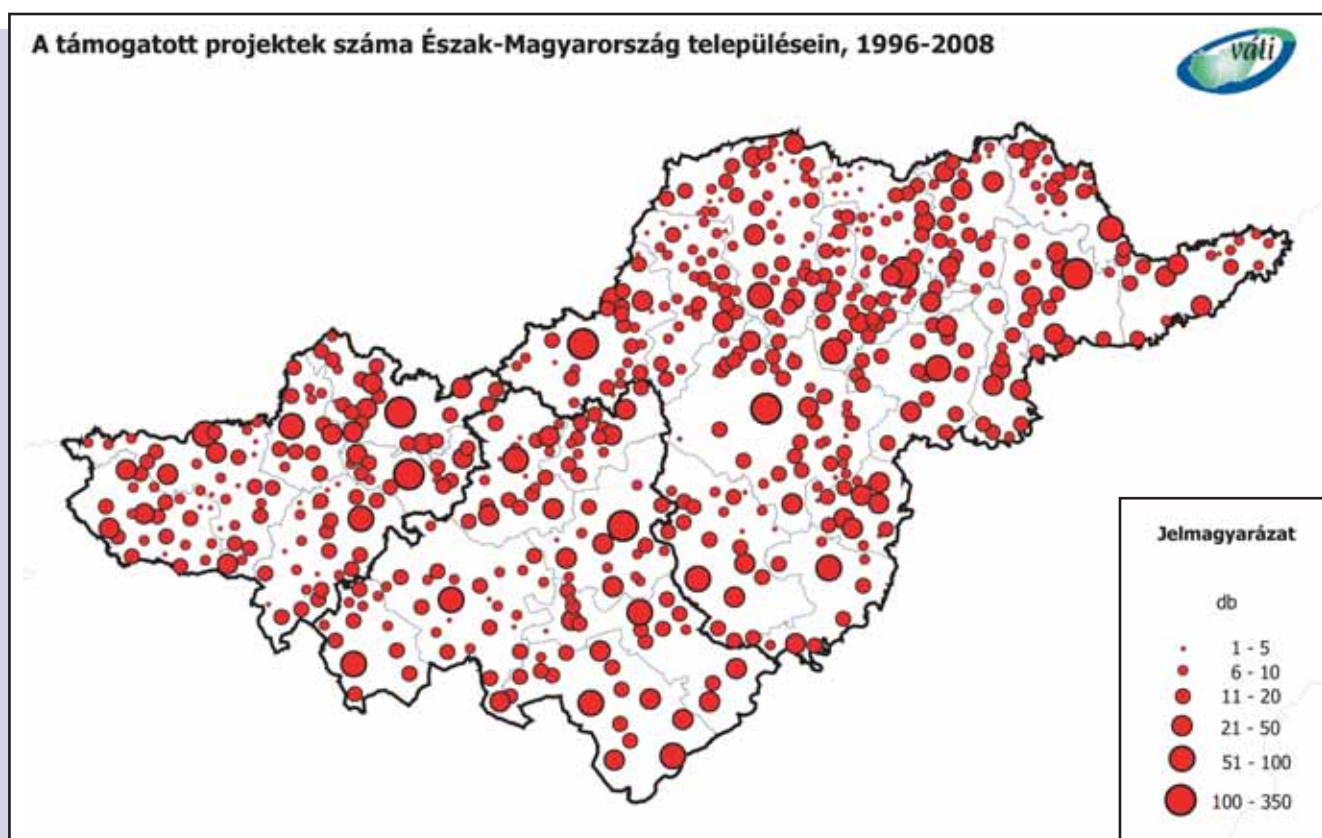 A támogatott projektek száma Észak-Magyarország településein, 1996-2008
váti
Jelmagyarázat
db
1 - 5
6 - 10
11 - 20
21 - 50
51 - 100
100 - 350